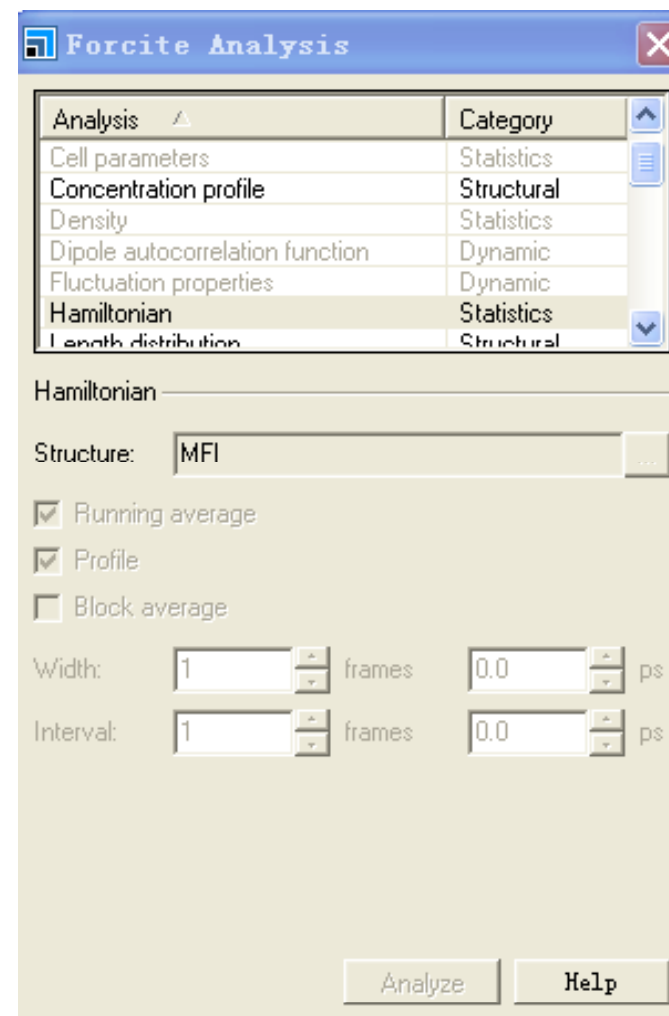 Forcite Analysis
Analysis Category
Cell parameters Statistics
Concentration profile Structural
Density Statistics
Dipole autocorrelation function Dynamic
Fluctuation properties Dynamic
Hamiltonian Statistics
Length distribution Structural
Hamiltonian
Structure: MFI ...
Running average
Profile
Block average
Width: 1 frames 0.0 ps
Interval: 1 frames 0.0 ps
Analyze Help